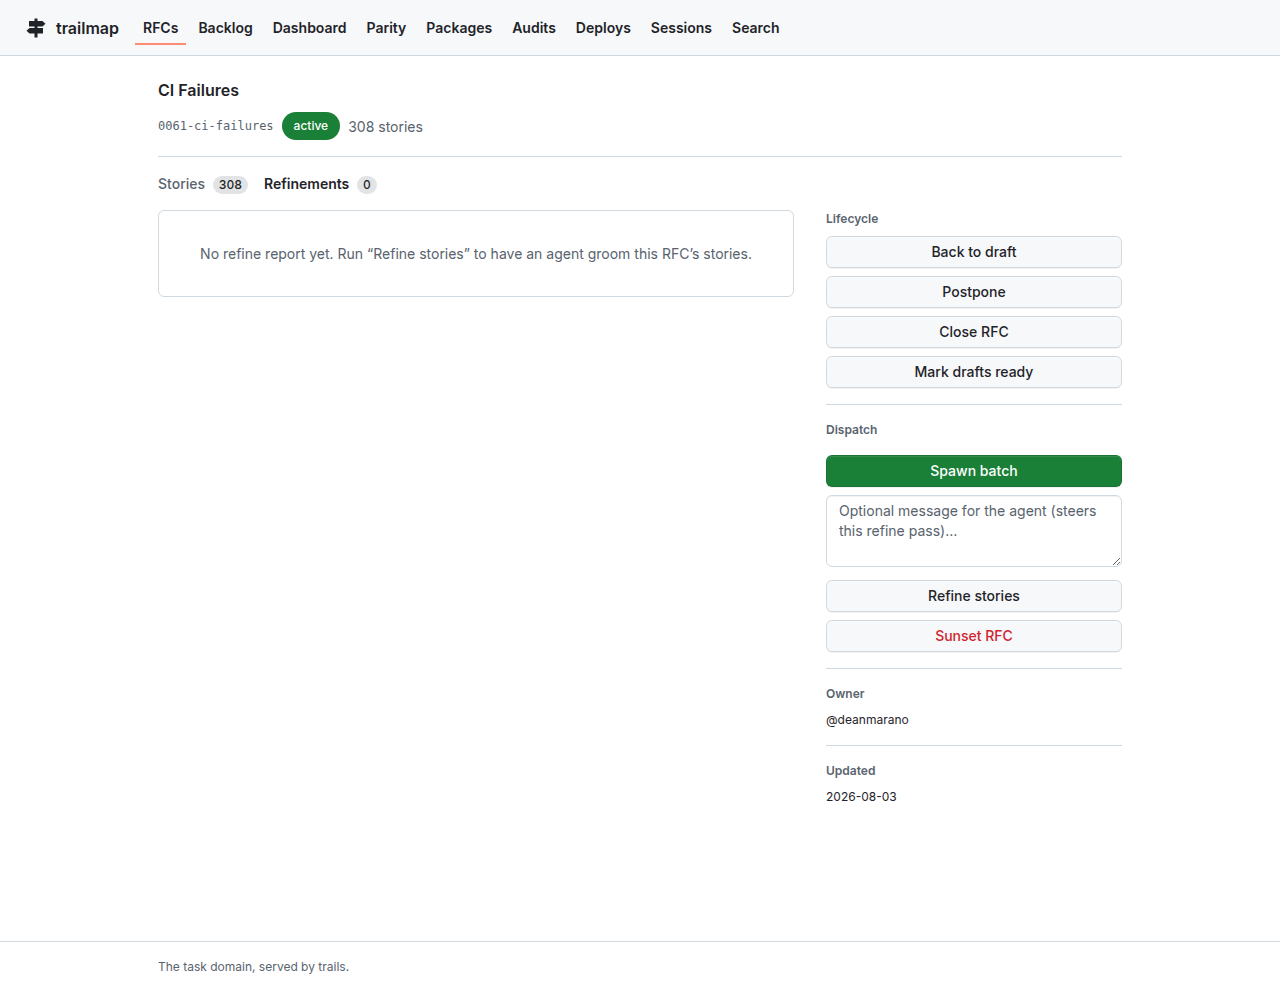 trailmap RFCs Backlog Dashboard Parity Packages Audits Deploys Sessions Search
CI Failures
0061-ci-failures active 308 stories
Stories 308 Refinements 0
No refine report yet. Run “Refine stories” to have an agent groom this RFC’s stories.
Lifecycle
Back to draft
Postpone
Close RFC
Mark drafts ready
Dispatch
Spawn batch
Optional message for the agent (steers
this refine pass)…
Refine stories
Sunset RFC
Owner
@deanmarano
Updated
2026-08-03
The task domain, served by trails.